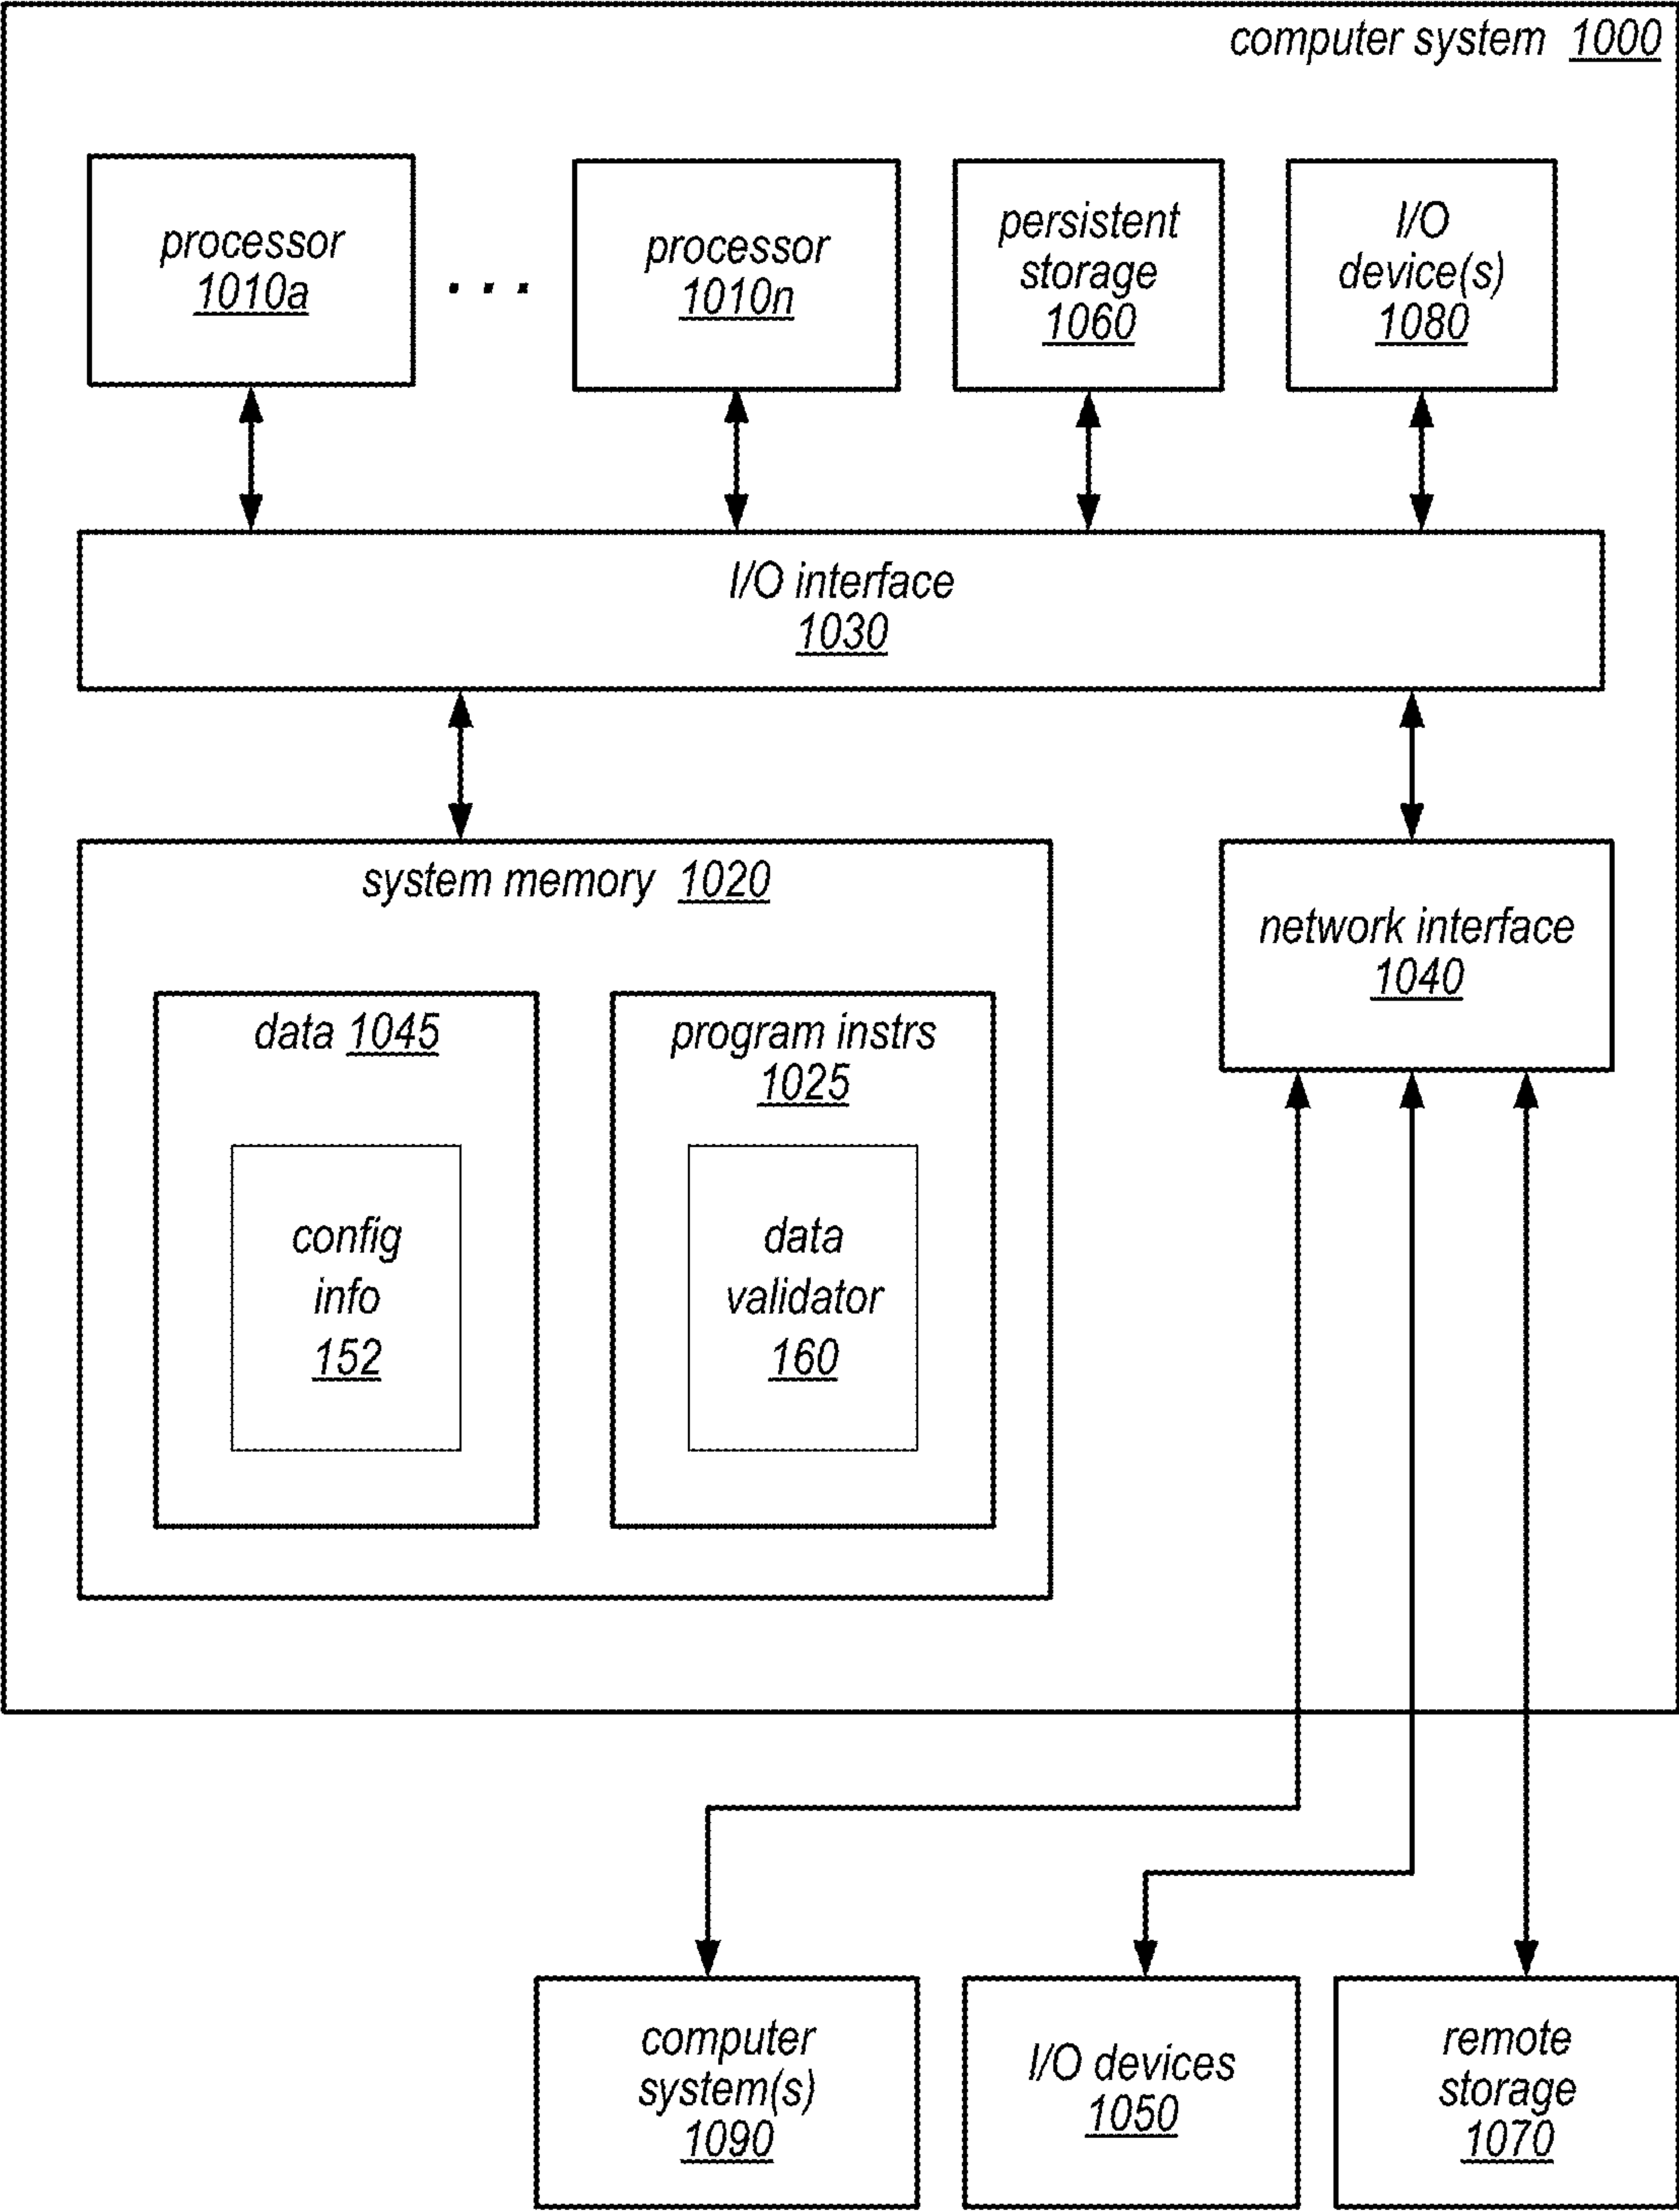 computer system 1000
processor
1010a
. . .
processor
1010n
persistent
storage
1060
I/O
device(s)
1080
I/O interface
1030
system memory 1020
network interface
1040
data 1045
program instrs
1025
config
info
152
data
validator
160
computer
system(s)
1090
I/O devices
1050
remote
storage
1070